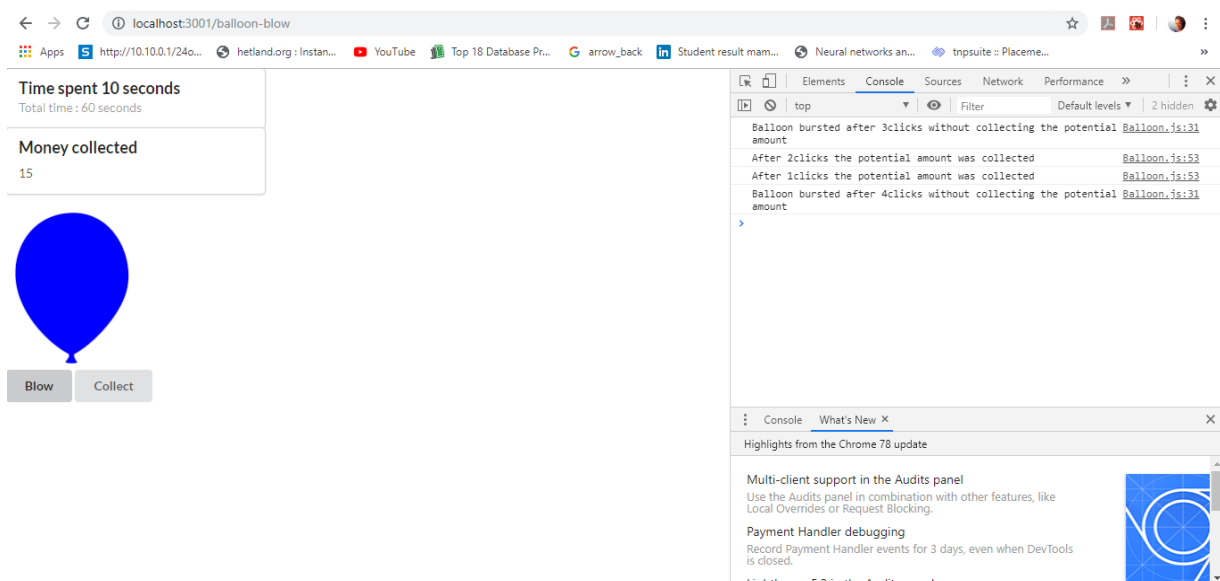 localhost:3001/balloon-blow
Apps S http://10.10.0.1/24o... hetland.org : Instan... YouTube Top 18 Database Pr... G arrow_back in Student result mam... Neural networks an... tnpsuite :: Placeme... »
Time spent 10 seconds
Total time : 60 seconds
Money collected
15
Blow Collect
Elements Console Sources Network Performance »
top Filter Default levels 2 hidden
Balloon bursted after 3clicks without collecting the potential Balloon.js:31
amount
After 2clicks the potential amount was collected Balloon.js:53
After 1clicks the potential amount was collected Balloon.js:53
Balloon bursted after 4clicks without collecting the potential Balloon.js:31
amount
Console What's New
Highlights from the Chrome 78 update
Multi-client support in the Audits panel
Use the Audits panel in combination with other features, like
Local Overrides or Request Blocking.
Payment Handler debugging
Record Payment Handler events for 3 days, even when DevTools
is closed.